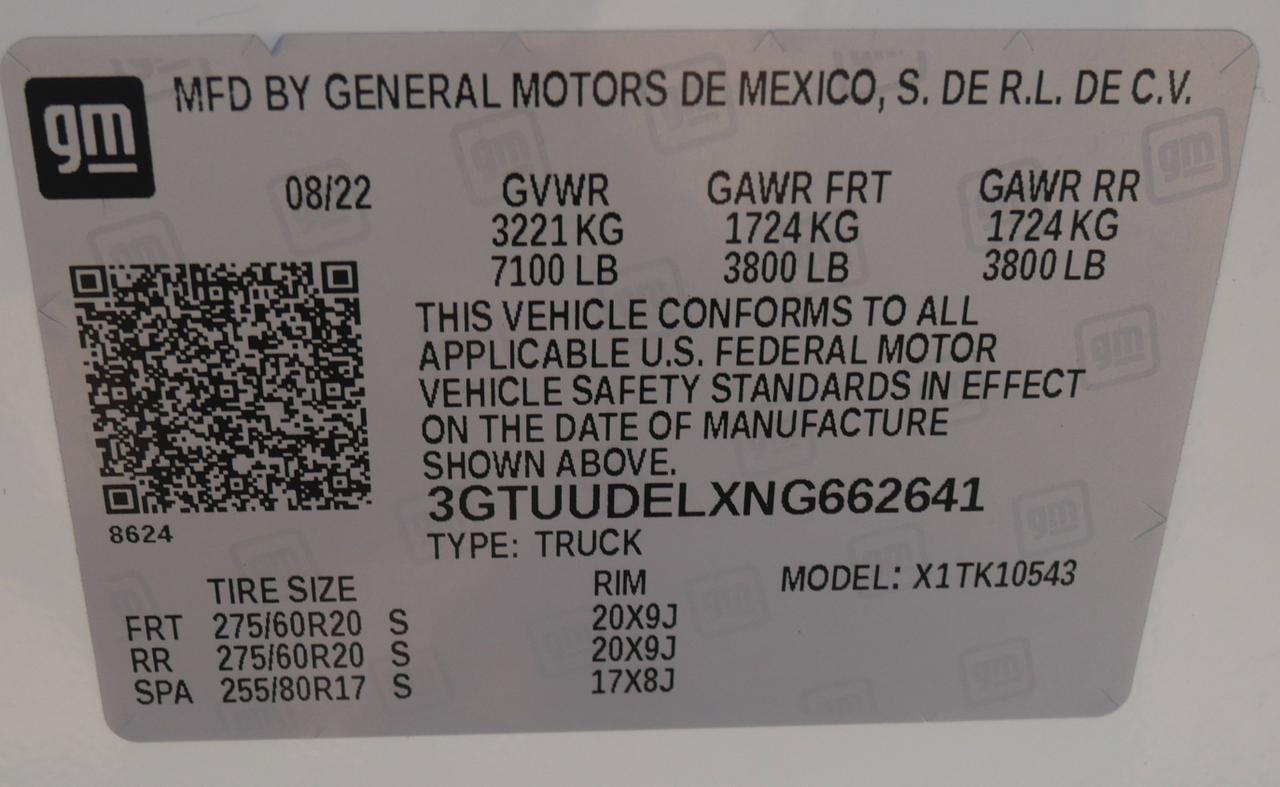 gm MFD BY GENERAL MOTORS DE MEXICO, S. DE R.L. DE C.V.
08/22 GVWR GAWR FRT GAWR RR
3221 KG 1724 KG 1724 KG
7100 LB 3800 LB 3800 LB
THIS VEHICLE CONFORMS TO ALL
APPLICABLE U.S. FEDERAL MOTOR
VEHICLE SAFETY STANDARDS IN EFFECT
ON THE DATE OF MANUFACTURE
SHOWN ABOVE.
3GTUUDELXNG662641
8624
TYPE: TRUCK
TIRE SIZE RIM MODEL: X1TK10543
FRT 275/60R20 S 20X9J
RR 275/60R20 S 20X9J
SPA 255/80R17 S 17X8J